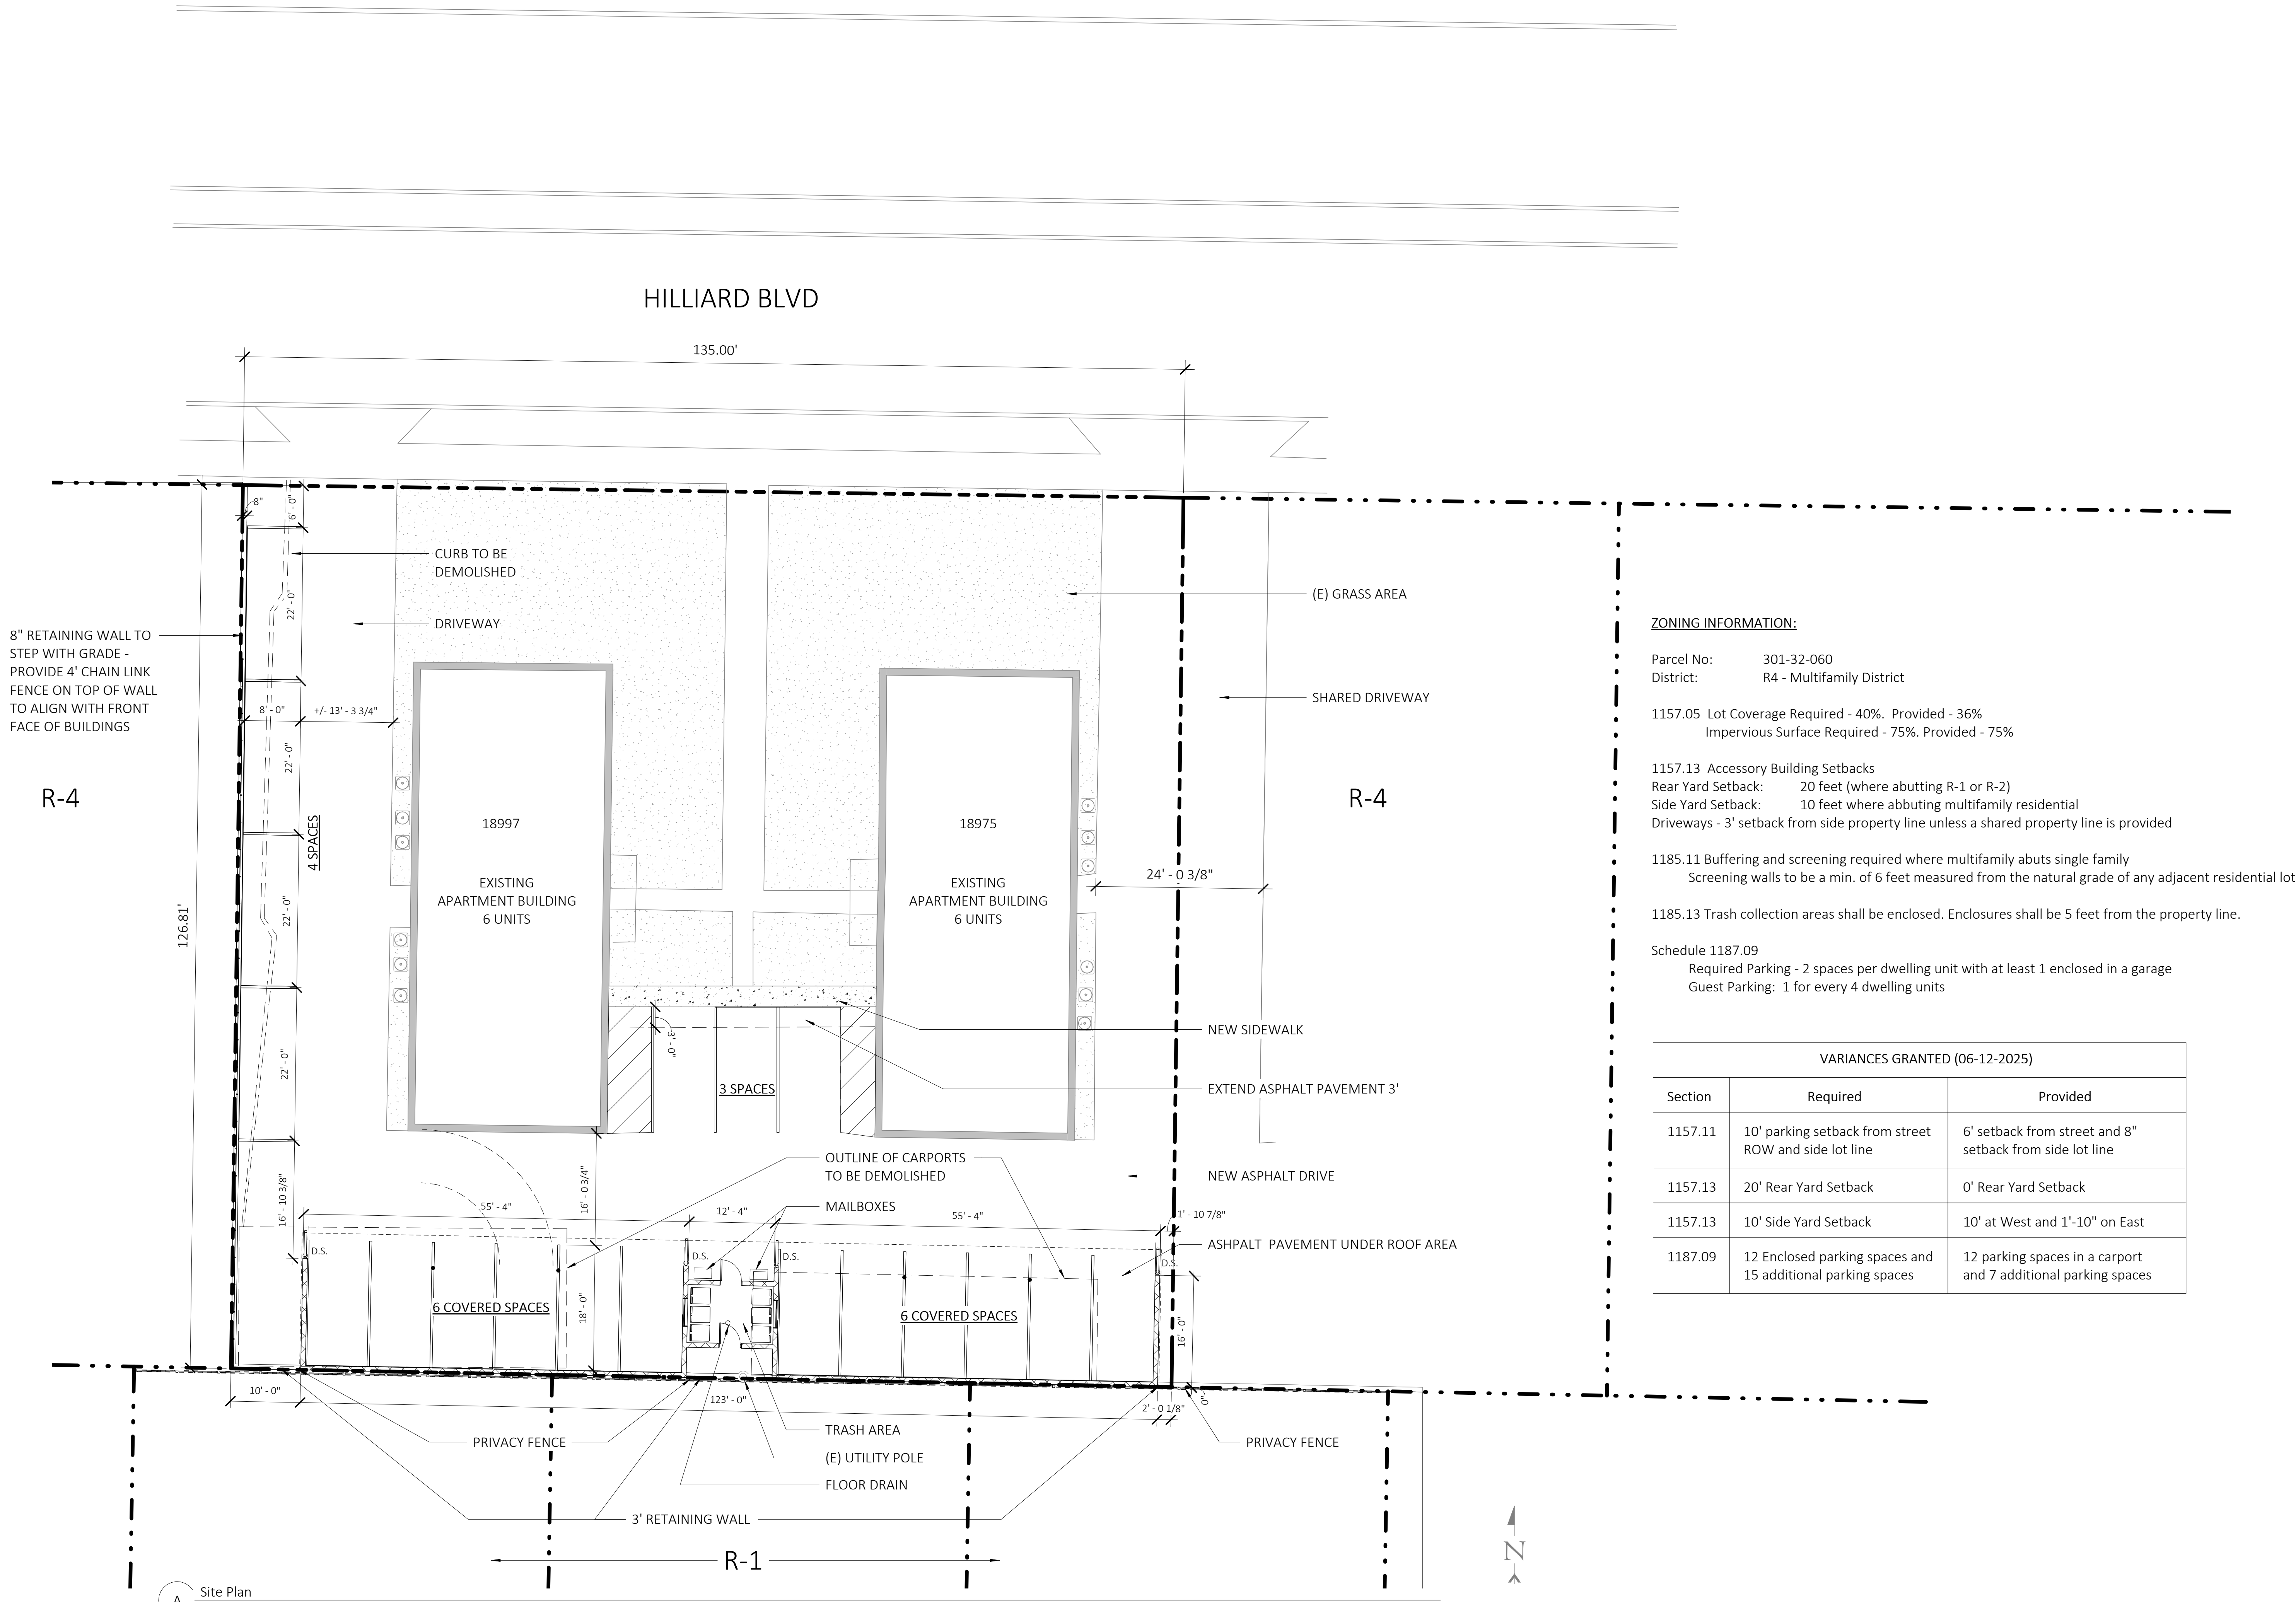 HILLIARD BLVD
135.00'
8"
6' - 0"
CURB TO BE
DEMOLISHED
22' - 0"
DRIVEWAY
(E) GRASS AREA
8" RETAINING WALL TO
STEP WITH GRADE -
PROVIDE 4' CHAIN LINK
FENCE ON TOP OF WALL
TO ALIGN WITH FRONT
FACE OF BUILDINGS
8' - 0"
+/- 13' - 3 3/4"
SHARED DRIVEWAY
22' - 0"
R-4
R-4
4 SPACES
18997
EXISTING
APARTMENT BUILDING
6 UNITS
18975
EXISTING
APARTMENT BUILDING
6 UNITS
24' - 0 3/8"
22' - 0"
126.81'
22' - 0"
3' - 0"
NEW SIDEWALK
3 SPACES
EXTEND ASPHALT PAVEMENT 3'
OUTLINE OF CARPORTS
TO BE DEMOLISHED
NEW ASPHALT DRIVE
16' - 10 3/8"
16' - 0 3/4"
MAILBOXES
55' - 4"
12' - 4"
55' - 4"
1' - 10 7/8"
ASHPALT PAVEMENT UNDER ROOF AREA
D.S.
D.S.
D.S.
D.S.
6 COVERED SPACES
18' - 0"
6 COVERED SPACES
16' - 0"
10' - 0"
123' - 0"
2' - 0 1/8"
0"
TRASH AREA
PRIVACY FENCE
PRIVACY FENCE
(E) UTILITY POLE
FLOOR DRAIN
3' RETAINING WALL
R-1
N
A
Site Plan
ZONING INFORMATION:
Parcel No: 301-32-060
District: R4 - Multifamily District
1157.05 Lot Coverage Required - 40%. Provided - 36%
Impervious Surface Required - 75%. Provided - 75%
1157.13 Accessory Building Setbacks
Rear Yard Setback: 20 feet (where abutting R-1 or R-2)
Side Yard Setback: 10 feet where abbuting multifamily residential
Driveways - 3' setback from side property line unless a shared property line is provided
1185.11 Buffering and screening required where multifamily abuts single family
Screening walls to be a min. of 6 feet measured from the natural grade of any adjacent residential lot
1185.13 Trash collection areas shall be enclosed. Enclosures shall be 5 feet from the property line.
Schedule 1187.09
Required Parking - 2 spaces per dwelling unit with at least 1 enclosed in a garage
Guest Parking: 1 for every 4 dwelling units
VARIANCES GRANTED (06-12-2025)
Section Required Provided
1157.11 10' parking setback from street 6' setback from street and 8"
ROW and side lot line setback from side lot line
1157.13 20' Rear Yard Setback 0' Rear Yard Setback
1157.13 10' Side Yard Setback 10' at West and 1'-10" on East
1187.09 12 Enclosed parking spaces and 12 parking spaces in a carport
15 additional parking spaces and 7 additional parking spaces